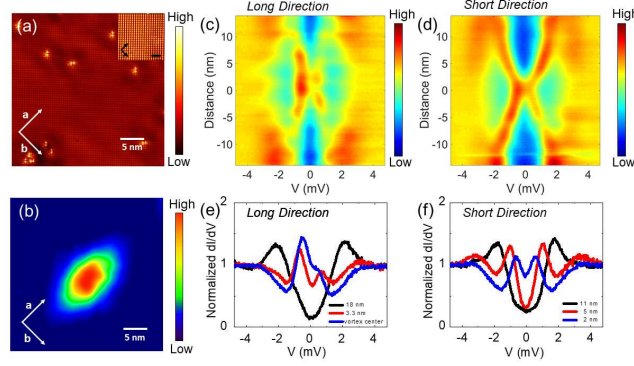 (a)
High
Low
a
b
5 nm
(b)
High
Low
a
b
5 nm
(c)
Long Direction
High
Low
Distance (nm)
10
5
0
-5
-10
-4 -2 0 2 4
V (mV)
(d)
Short Direction
High
Low
Distance (nm)
10
5
0
-5
-10
-4 -2 0 2 4
V (mV)
(e)
Long Direction
Normalized dI/dV
2
1
0
-4 -2 0 2 4
V (mV)
18 nm
3.3 nm
vortex center
(f)
Short Direction
Normalized dI/dV
2
1
0
-4 -2 0 2 4
V (mV)
11 nm
5 nm
2 nm